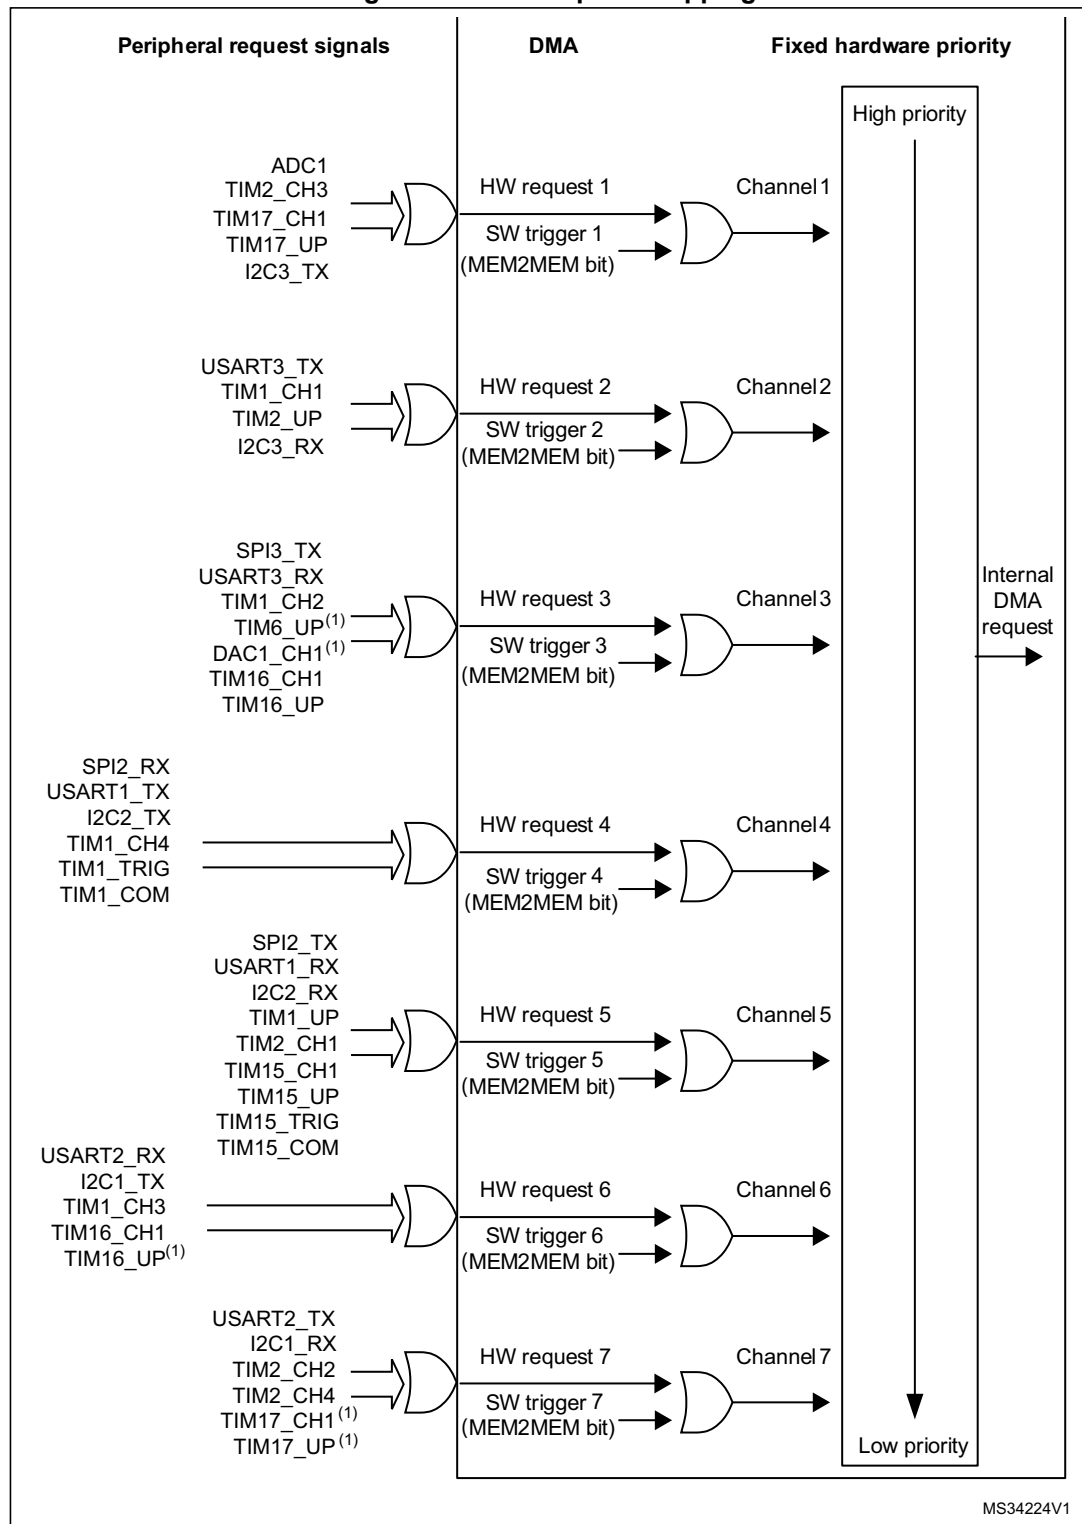 Peripheral request signals
DMA
Fixed hardware priority
High priority
ADC1
TIM2_CH3
TIM17_CH1
TIM17_UP
I2C3_TX
HW request 1
SW trigger 1
(MEM2MEM bit)
Channel 1
USART3_TX
TIM1_CH1
TIM2_UP
I2C3_RX
HW request 2
SW trigger 2
(MEM2MEM bit)
Channel 2
SPI3_TX
USART3_RX
TIM1_CH2
TIM6_UP(1)
DAC1_CH1(1)
TIM16_CH1
TIM16_UP
HW request 3
SW trigger 3
(MEM2MEM bit)
Channel 3
Internal
DMA
request
SPI2_RX
USART1_TX
I2C2_TX
TIM1_CH4
TIM1_TRIG
TIM1_COM
HW request 4
SW trigger 4
(MEM2MEM bit)
Channel 4
SPI2_TX
USART1_RX
I2C2_RX
TIM1_UP
TIM2_CH1
TIM15_CH1
TIM15_UP
TIM15_TRIG
TIM15_COM
HW request 5
SW trigger 5
(MEM2MEM bit)
Channel 5
USART2_RX
I2C1_TX
TIM1_CH3
TIM16_CH1
TIM16_UP(1)
HW request 6
SW trigger 6
(MEM2MEM bit)
Channel 6
USART2_TX
I2C1_RX
TIM2_CH2
TIM2_CH4
TIM17_CH1(1)
TIM17_UP(1)
HW request 7
SW trigger 7
(MEM2MEM bit)
Channel 7
Low priority
MS34224V1